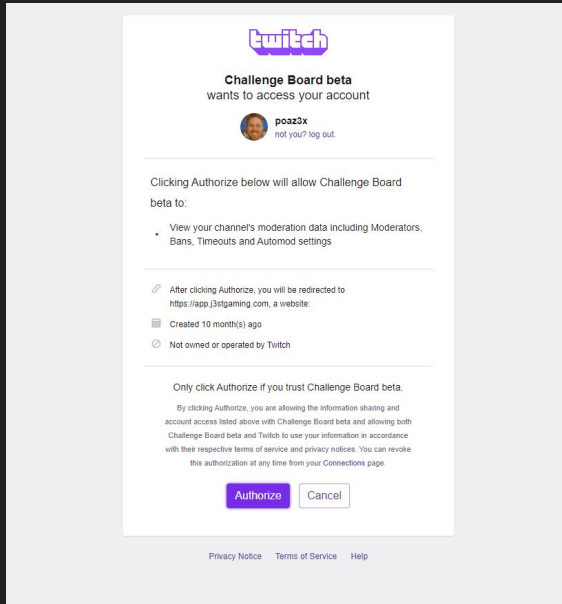 twitch
Challenge Board beta
wants to access your account
poaz3x
not you? log out.
Clicking Authorize below will allow Challenge Board
beta to:
• View your channel's moderation data including Moderators,
Bans, Timeouts and Automod settings
After clicking Authorize, you will be redirected to
https://app.j3stgaming.com, a website:
Created 10 month(s) ago
Not owned or operated by Twitch
Only click Authorize if you trust Challenge Board beta.
By clicking Authorize, you are allowing the information sharing and
account access listed above with Challenge Board beta and allowing both
Challenge Board beta and Twitch to use your information in accordance
with their respective terms of service and privacy notices. You can revoke
this authorization at any time from your Connections page.
Authorize Cancel
Privacy Notice Terms of Service Help